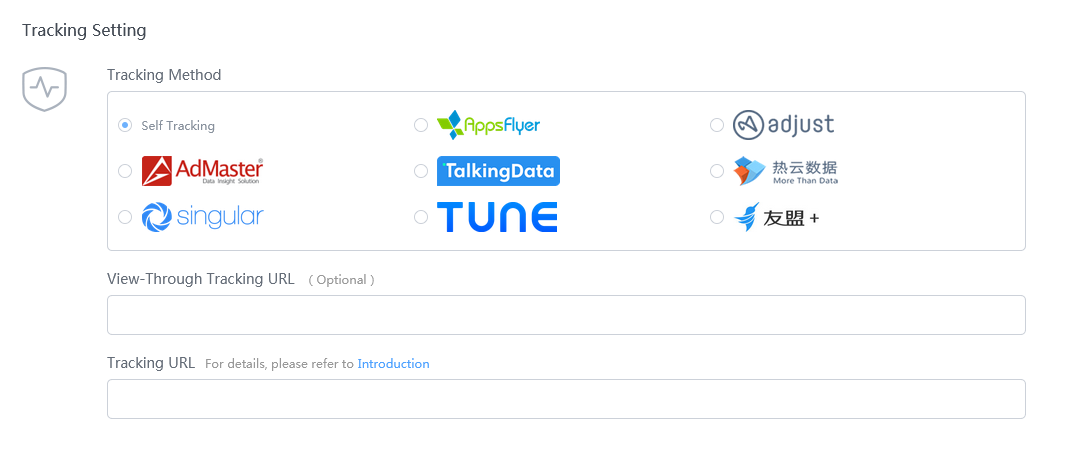 Tracking Setting
Tracking Method
Self Tracking
AppsFlyer
adjust
AdMaster®
Data Insight Solution
TalkingData
热云数据
More Than Data
singular
TUNE
友盟+
View-Through Tracking URL ( Optional )
Tracking URL For details, please refer to Introduction